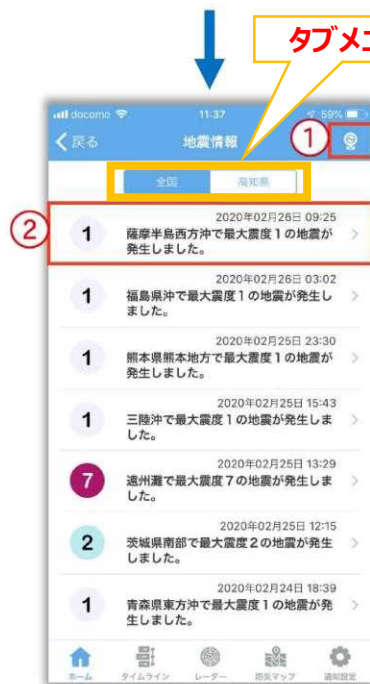 タブメニ
docomo 11:37 59%
戻る 地震情報 ①
全国 高知県
②
2020年02月26日 09:25
1 薩摩半島西方沖で最大震度1の地震が
発生しました。
2020年02月26日 03:02
1 福島県沖で最大震度1の地震が発生し
ました。
2020年02月25日 23:30
1 熊本県熊本地方で最大震度1の地震が
発生しました。
2020年02月25日 15:43
1 三陸沖で最大震度1の地震が発生しま
した。
2020年02月25日 13:29
7 遠州灘で最大震度7の地震が発生しま
した。
2020年02月25日 12:15
2 茨城県南部で最大震度2の地震が発生
しました。
2020年02月24日 18:39
1 青森県東方沖で最大震度1の地震が発
生しました。
ホーム タイムライン レーダー 防災マップ 通知設定